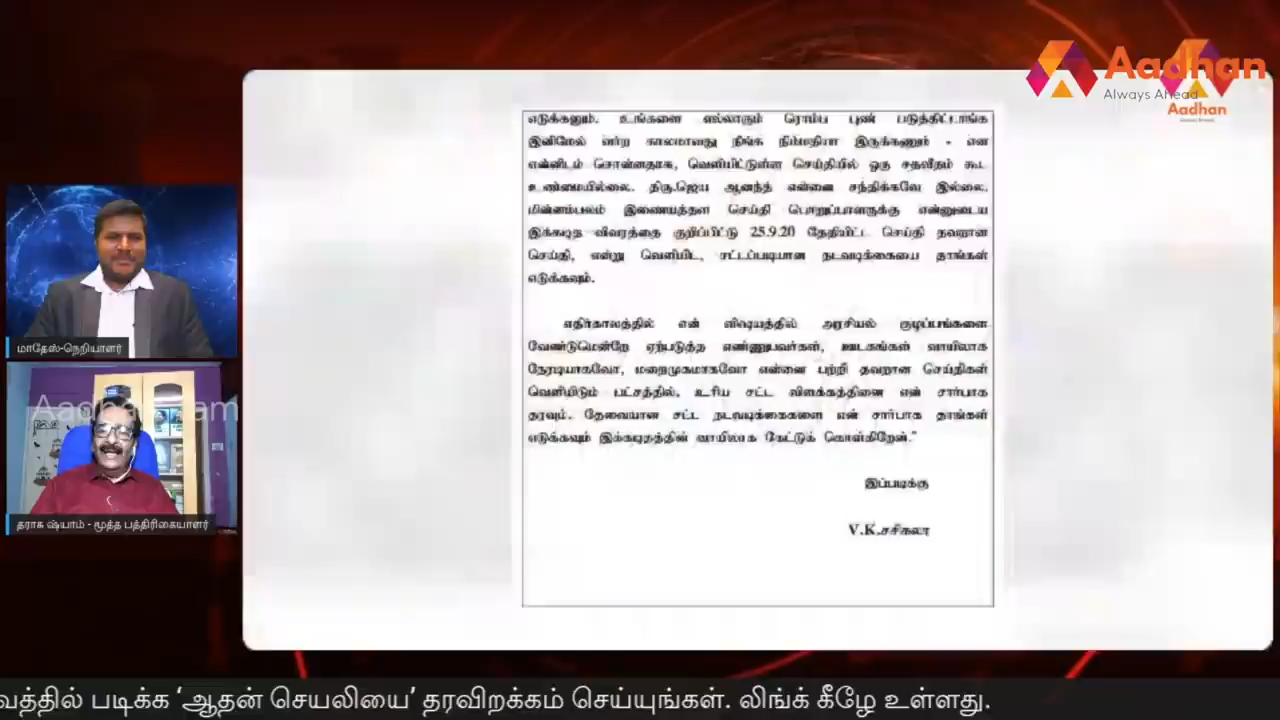 Aadhan
Always Ahead
Aadhan
எடுக்கணும். உங்களை எல்லாரும் ரொம்ப புண் படுத்திட்டாங்க
இனிமேல் வர்ற காலமாவது நீங்க நிம்மதியா இருக்கணும் - என
என்னிடம் சொன்னதாக, வெளியிட்டுள்ள செய்தியில் ஒரு சதவீதம் கூட
உண்மையில்லை. திரு.ஜெய ஆனந்த் என்னை சந்திக்கவே இல்லை.
மின்னம்பலம் இணையத்தள செய்தி பொறுப்பாளருக்கு என்னுடைய
இக்கடித விவரத்தை குறிப்பிட்டு 25.9.20 தேதியிட்ட செய்தி தவறான
செய்தி, என்று வெளியிட, சட்டப்படியான நடவடிக்கையை தாங்கள்
எடுக்கவும்.
எதிர்காலத்தில் என் விஷயத்தில் அரசியல் குழப்பங்களை
வேண்டுமென்றே ஏற்படுத்த எண்ணுபவர்கள், ஊடகங்கள் வாயிலாக
நேரடியாகவோ, மறைமுகமாகவோ என்னை பற்றி தவறான செய்திகள்
வெளியிடும் பட்சத்தில், உரிய சட்ட விளக்கத்தினை என் சார்பாக
தரவும். தேவையான சட்ட நடவடிக்கைகளை என் சார்பாக தாங்கள்
எடுக்கவும் இக்கடிதத்தின் வாயிலாக கேட்டுக் கொள்கிறேன்."
இப்படிக்கு
V.K.சசிகலா
மாதேஸ்-நெறியாளர்
தராசு ஷ்யாம் - மூத்த பத்திரிகையாளர்
படிக்க ‘ஆதன் செயலியை’ தரவிறக்கம் செய்யுங்கள். லிங்க் கீழே உள்ளது.